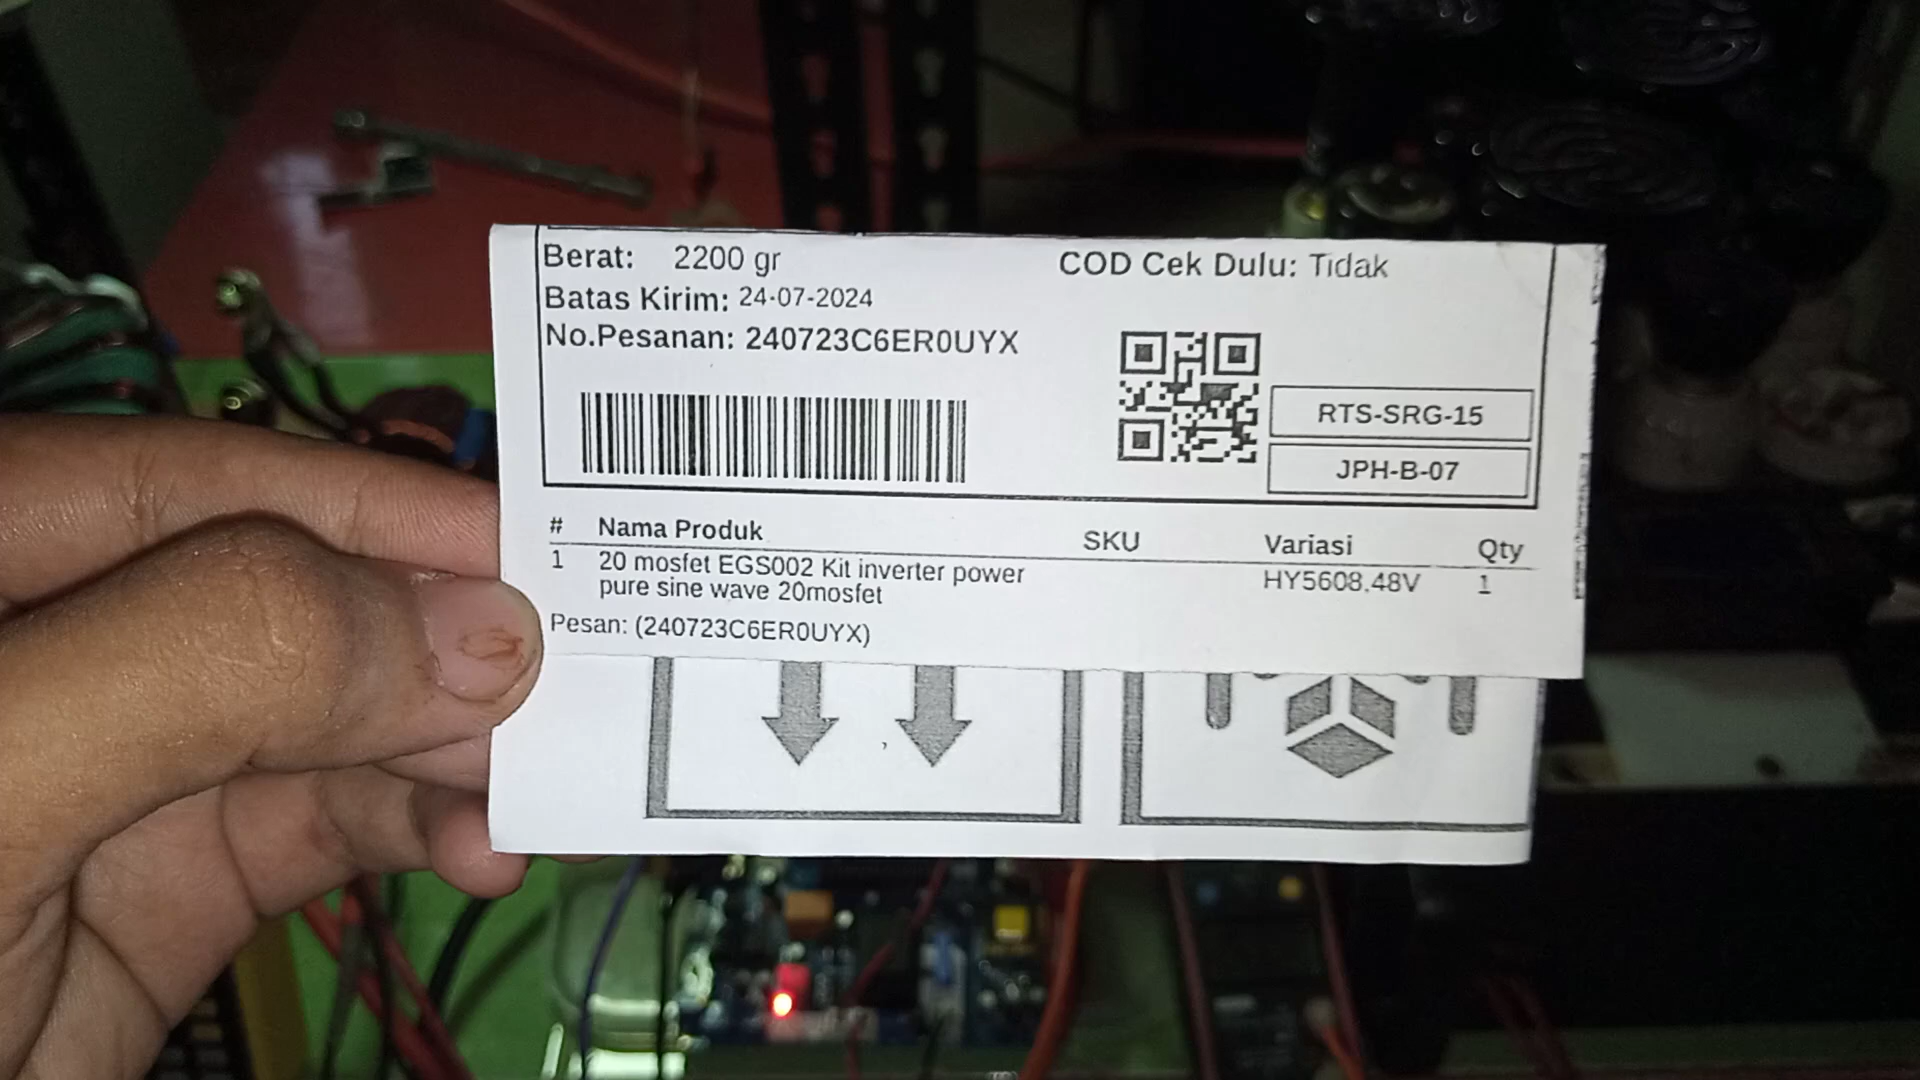 Berat: 2200 gr
COD Cek Dulu: Tidak
Batas Kirim: 24-07-2024
No.Pesanan: 240723C6ER0UYX
RTS-SRG-15
JPH-B-07
# Nama Produk SKU Variasi Qty
1 20 mosfet EGS002 Kit inverter power HY5608,48V 1
pure sine wave 20mosfet
Pesan: (240723C6ER0UYX)